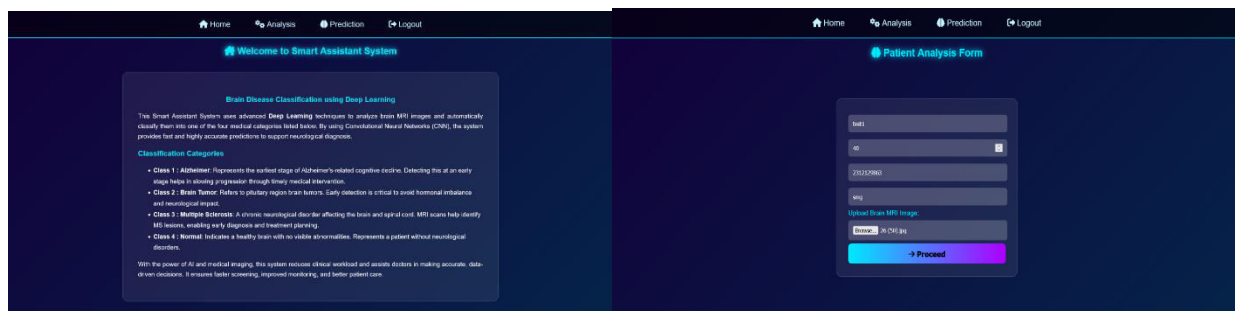 Home Analysis Prediction Logout
Welcome to Smart Assistant System
Brain Disease Classification using Deep Learning
This Smart Assistant System uses advanced Deep Learning techniques to analyze brain MRI images and automatically
classify them into one of the four medical categories listed below. By using Convolutional Neural Networks (CNN), the system
provides fast and highly accurate predictions to support neurological diagnosis.
Classification Categories
Class 1 : Alzheimer: Represents the earliest stage of Alzheimer's-related cognitive decline. Detecting this at an early
stage helps in slowing progression through timely medical intervention.
Class 2 : Brain Tumor: Refers to pituitary region brain tumors. Early detection is critical to avoid hormonal imbalance
and neurological impact.
Class 3 : Multiple Sclerosis: A chronic neurological disorder affecting the brain and spinal cord. MRI scans help identify
MS lesions, enabling early diagnosis and treatment planning.
Class 4 : Normal: Indicates a healthy brain with no visible abnormalities. Represents a patient without neurological
disorders.
With the power of AI and medical imaging, this system reduces clinical workload and assists doctors in making accurate, data-
driven decisions. It ensures faster screening, improved monitoring, and better patient care.
Home Analysis Prediction Logout
Patient Analysis Form
Upload Brain MRI Image:
Browse... (50).jpg
Proceed